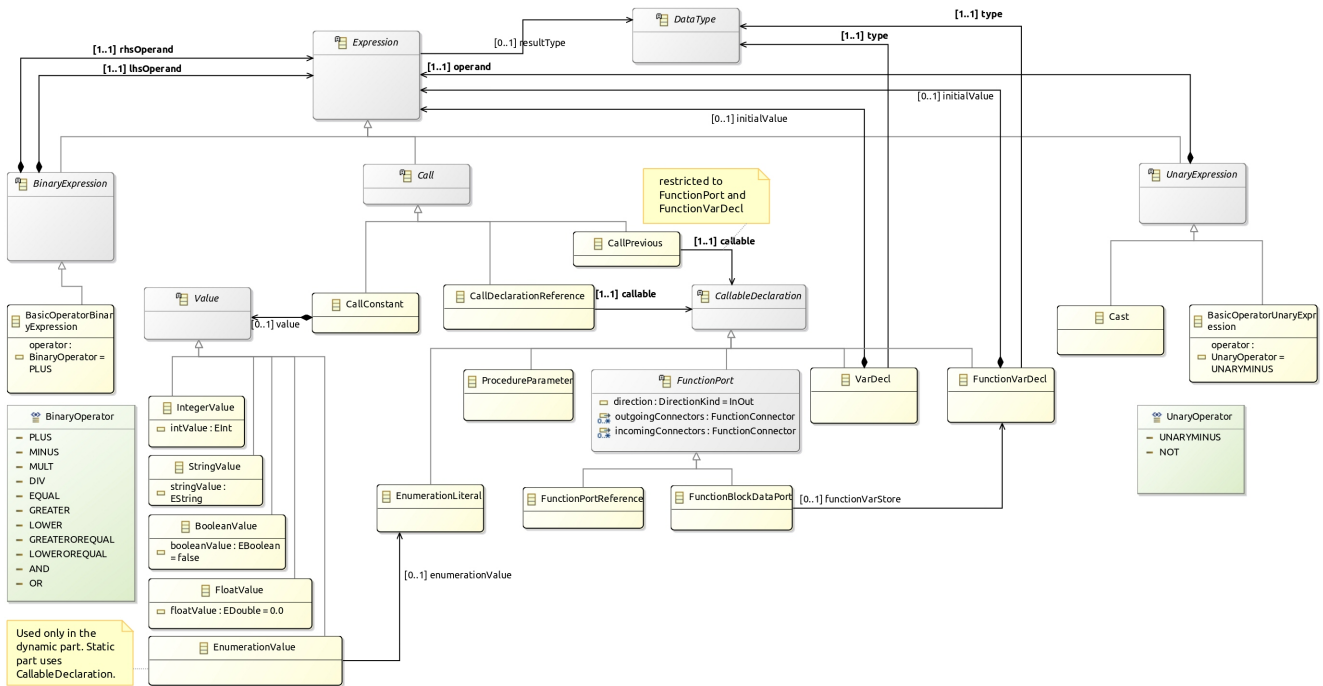 DataType
[1..1] type
[1..1] type
Expression
[0..1] resultType
[1..1] rhsOperand
[1..1] lhsOperand
[1..1] operand
[0..1] initialValue
[0..1] initialValue
BinaryExpression
Call
restricted to
FunctionPort and
FunctionVarDecl
UnaryExpression
CallPrevious
[1..1] callable
Value
[0..1] value
CallConstant
CallDeclarationReference
[1..1] callable
CallableDeclaration
BasicOperatorBinar
yExpression
operator :
BinaryOperator =
PLUS
Cast
BasicOperatorUnaryExpr
ession
operator :
UnaryOperator =
UNARYMINUS
ProcedureParameter
FunctionPort
direction : DirectionKind = InOut
outgoingConnectors : FunctionConnector
0..*
incomingConnectors : FunctionConnector
0..*
VarDecl
FunctionVarDecl
BinaryOperator
PLUS
MINUS
MULT
DIV
EQUAL
GREATER
LOWER
GREATEROREQUAL
LOWEROREQUAL
AND
OR
IntegerValue
intValue : EInt
StringValue
stringValue :
EString
BooleanValue
booleanValue : EBoolean
= false
FloatValue
floatValue : EDouble = 0.0
EnumerationValue
Used only in the
dynamic part. Static
part uses
CallableDeclaration.
EnumerationLiteral
[0..1] enumerationValue
FunctionPortReference
FunctionBlockDataPort
[0..1] functionVarStore
UnaryOperator
UNARYMINUS
NOT